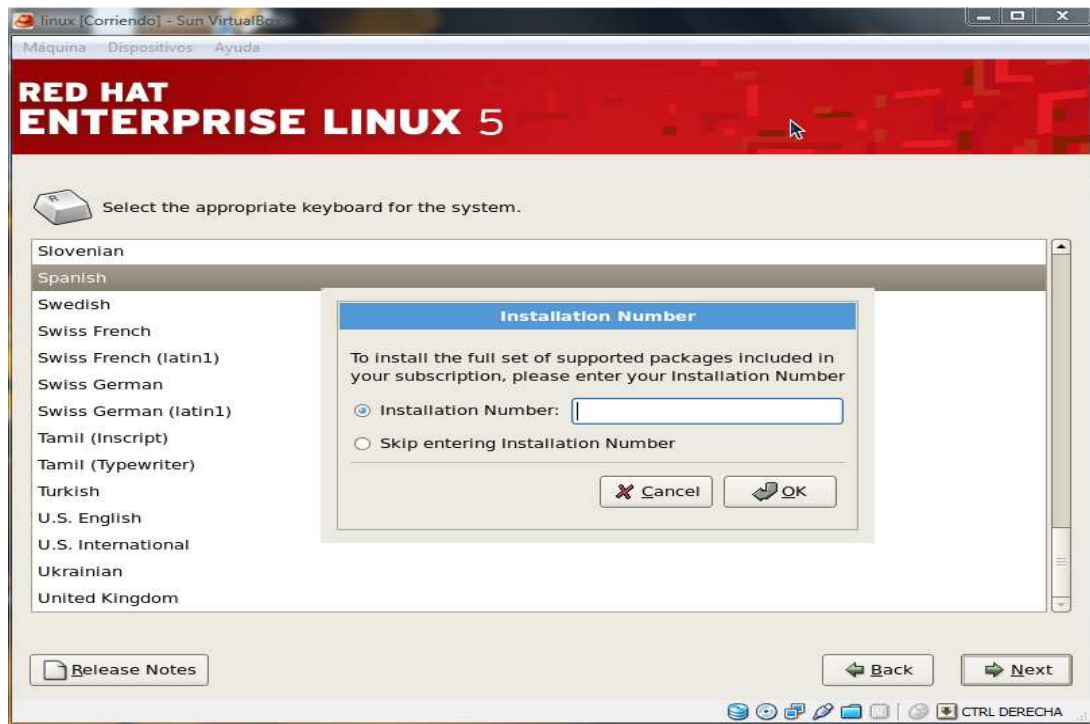 linux [Corriendo] - Sun VirtualBox
Máquina Dispositivos Ayuda
RED HAT
ENTERPRISE LINUX 5
Select the appropriate keyboard for the system.
Slovenian
Spanish
Swedish
Swiss French
Swiss French (latin1)
Swiss German
Swiss German (latin1)
Tamil (Inscript)
Tamil (Typewriter)
Turkish
U.S. English
U.S. International
Ukrainian
United Kingdom
Installation Number
To install the full set of supported packages included in
your subscription, please enter your Installation Number
Installation Number:
Skip entering Installation Number
Cancel OK
Release Notes Back Next
CTRL DERECHA